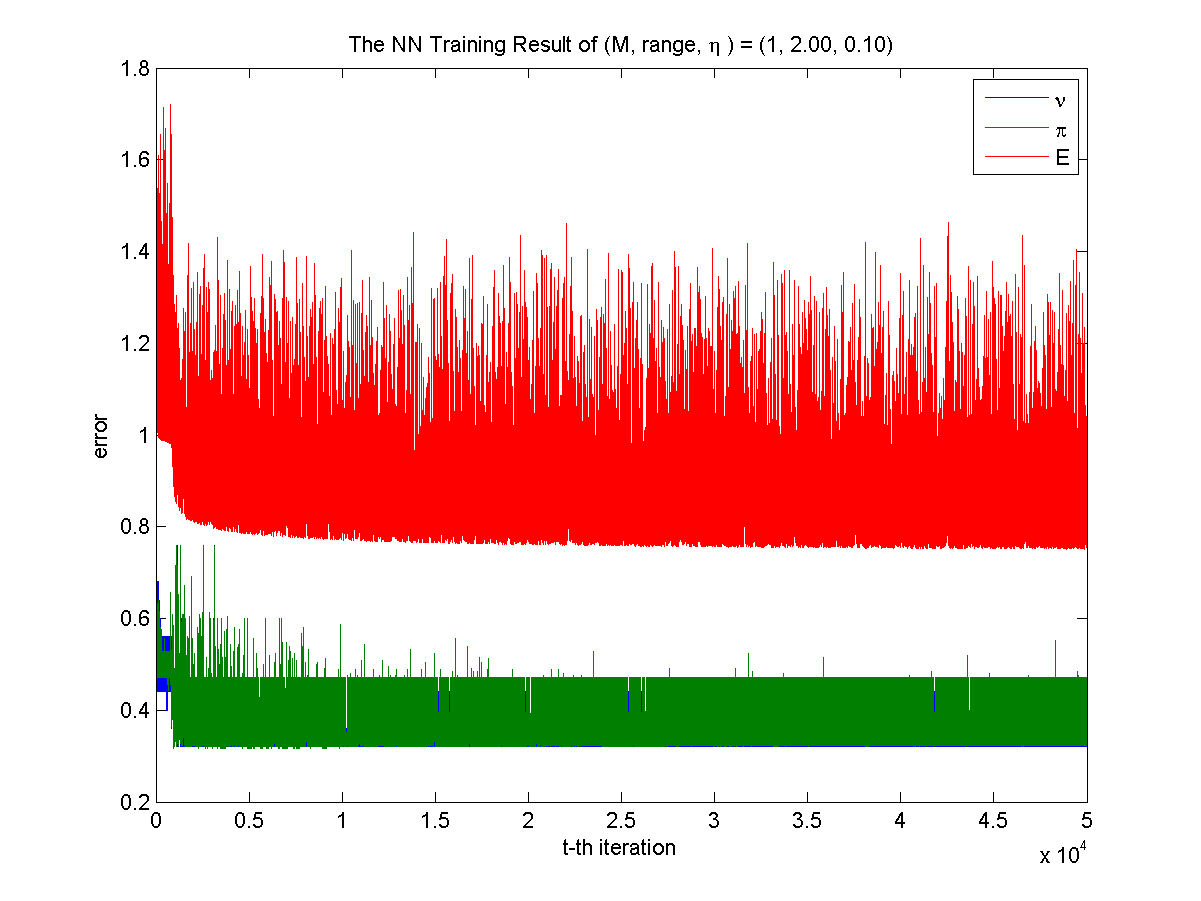 The NN Training Result of (M, range, η ) = (1, 2.00, 0.10)
1.8
1.6
1.4
1.2
1
0.8
0.6
0.4
0.2
error
ν
π
E
0 0.5 1 1.5 2 2.5 3 3.5 4 4.5 5
x 10^4
t-th iteration